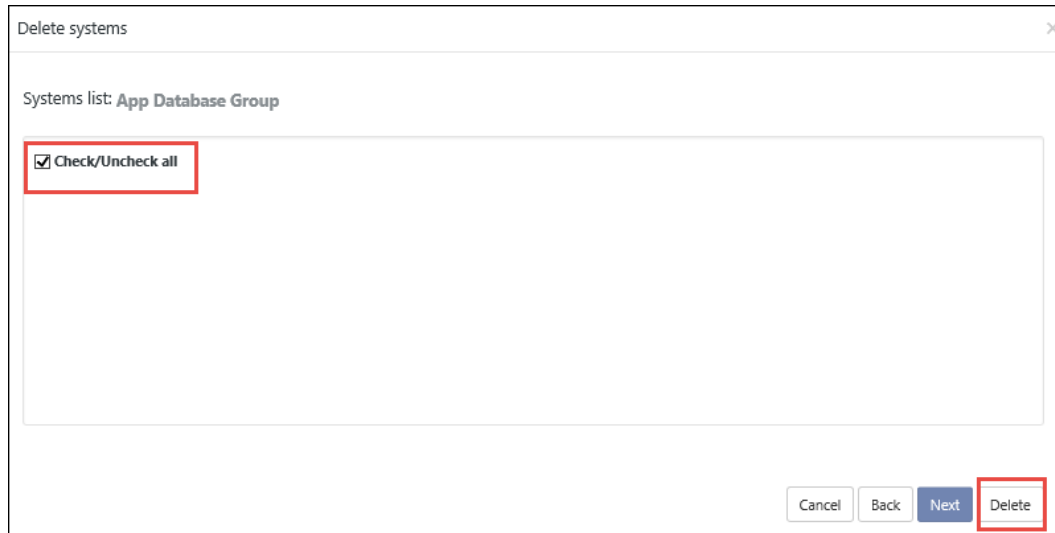 Delete systems
Systems list: App Database Group
Check/Uncheck all
Cancel Back Next Delete